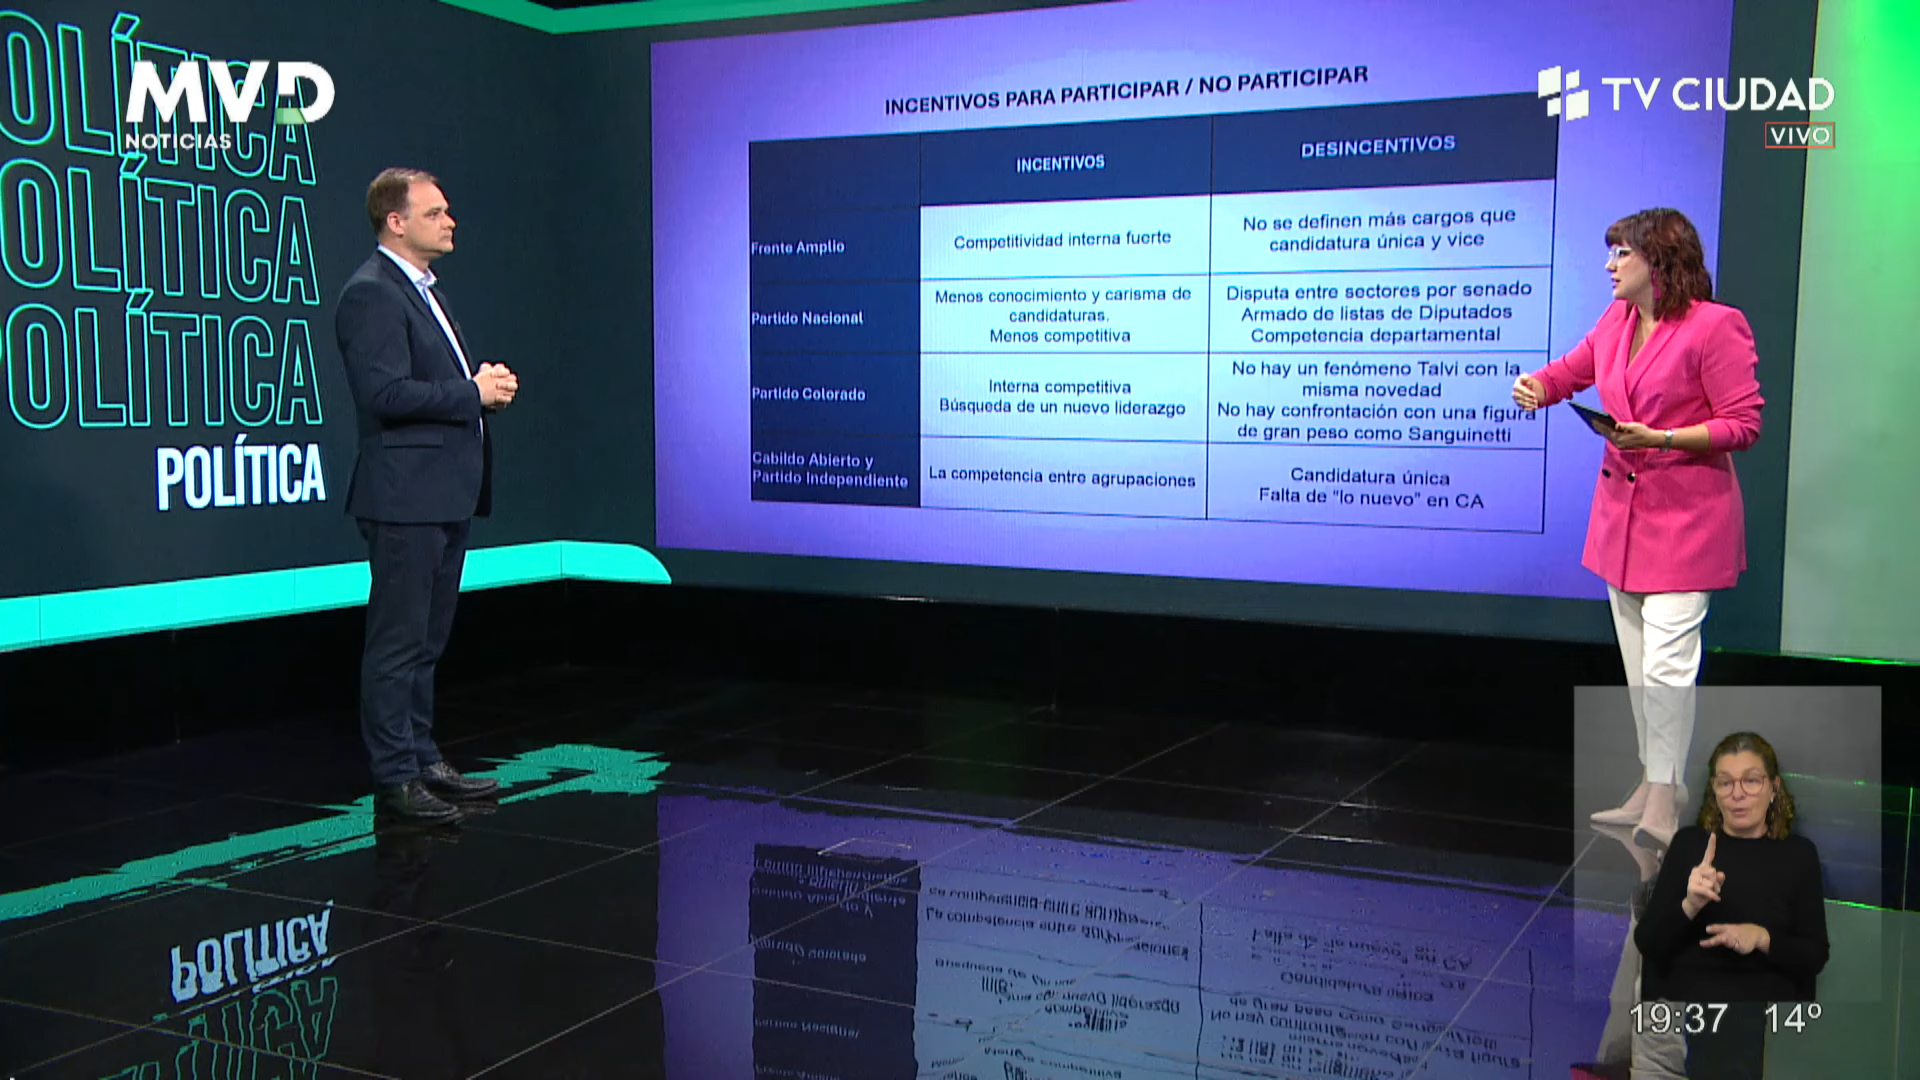 POLÍTICA
MVD
NOTICIAS
POLÍTICA
POLÍTICA
POLÍTICA
TV CIUDAD
VIVO
INCENTIVOS PARA PARTICIPAR / NO PARTICIPAR
INCENTIVOS
DESINCENTIVOS
Frente Amplio
Competitividad interna fuerte
No se definen más cargos que
candidatura única y vice
Partido Nacional
Menos conocimiento y carisma de
candidaturas.
Menos competitiva
Disputa entre sectores por senado
Armado de listas de Diputados
Competencia departamental
Partido Colorado
Interna competitiva
Búsqueda de un nuevo liderazgo
No hay un fenómeno Talvi con la
misma novedad
No hay confrontación con una figura
de gran peso como Sanguinetti
Cabildo Abierto y
Partido Independiente
La competencia entre agrupaciones
Candidatura única
Falta de "lo nuevo" en CA
19:37 14º